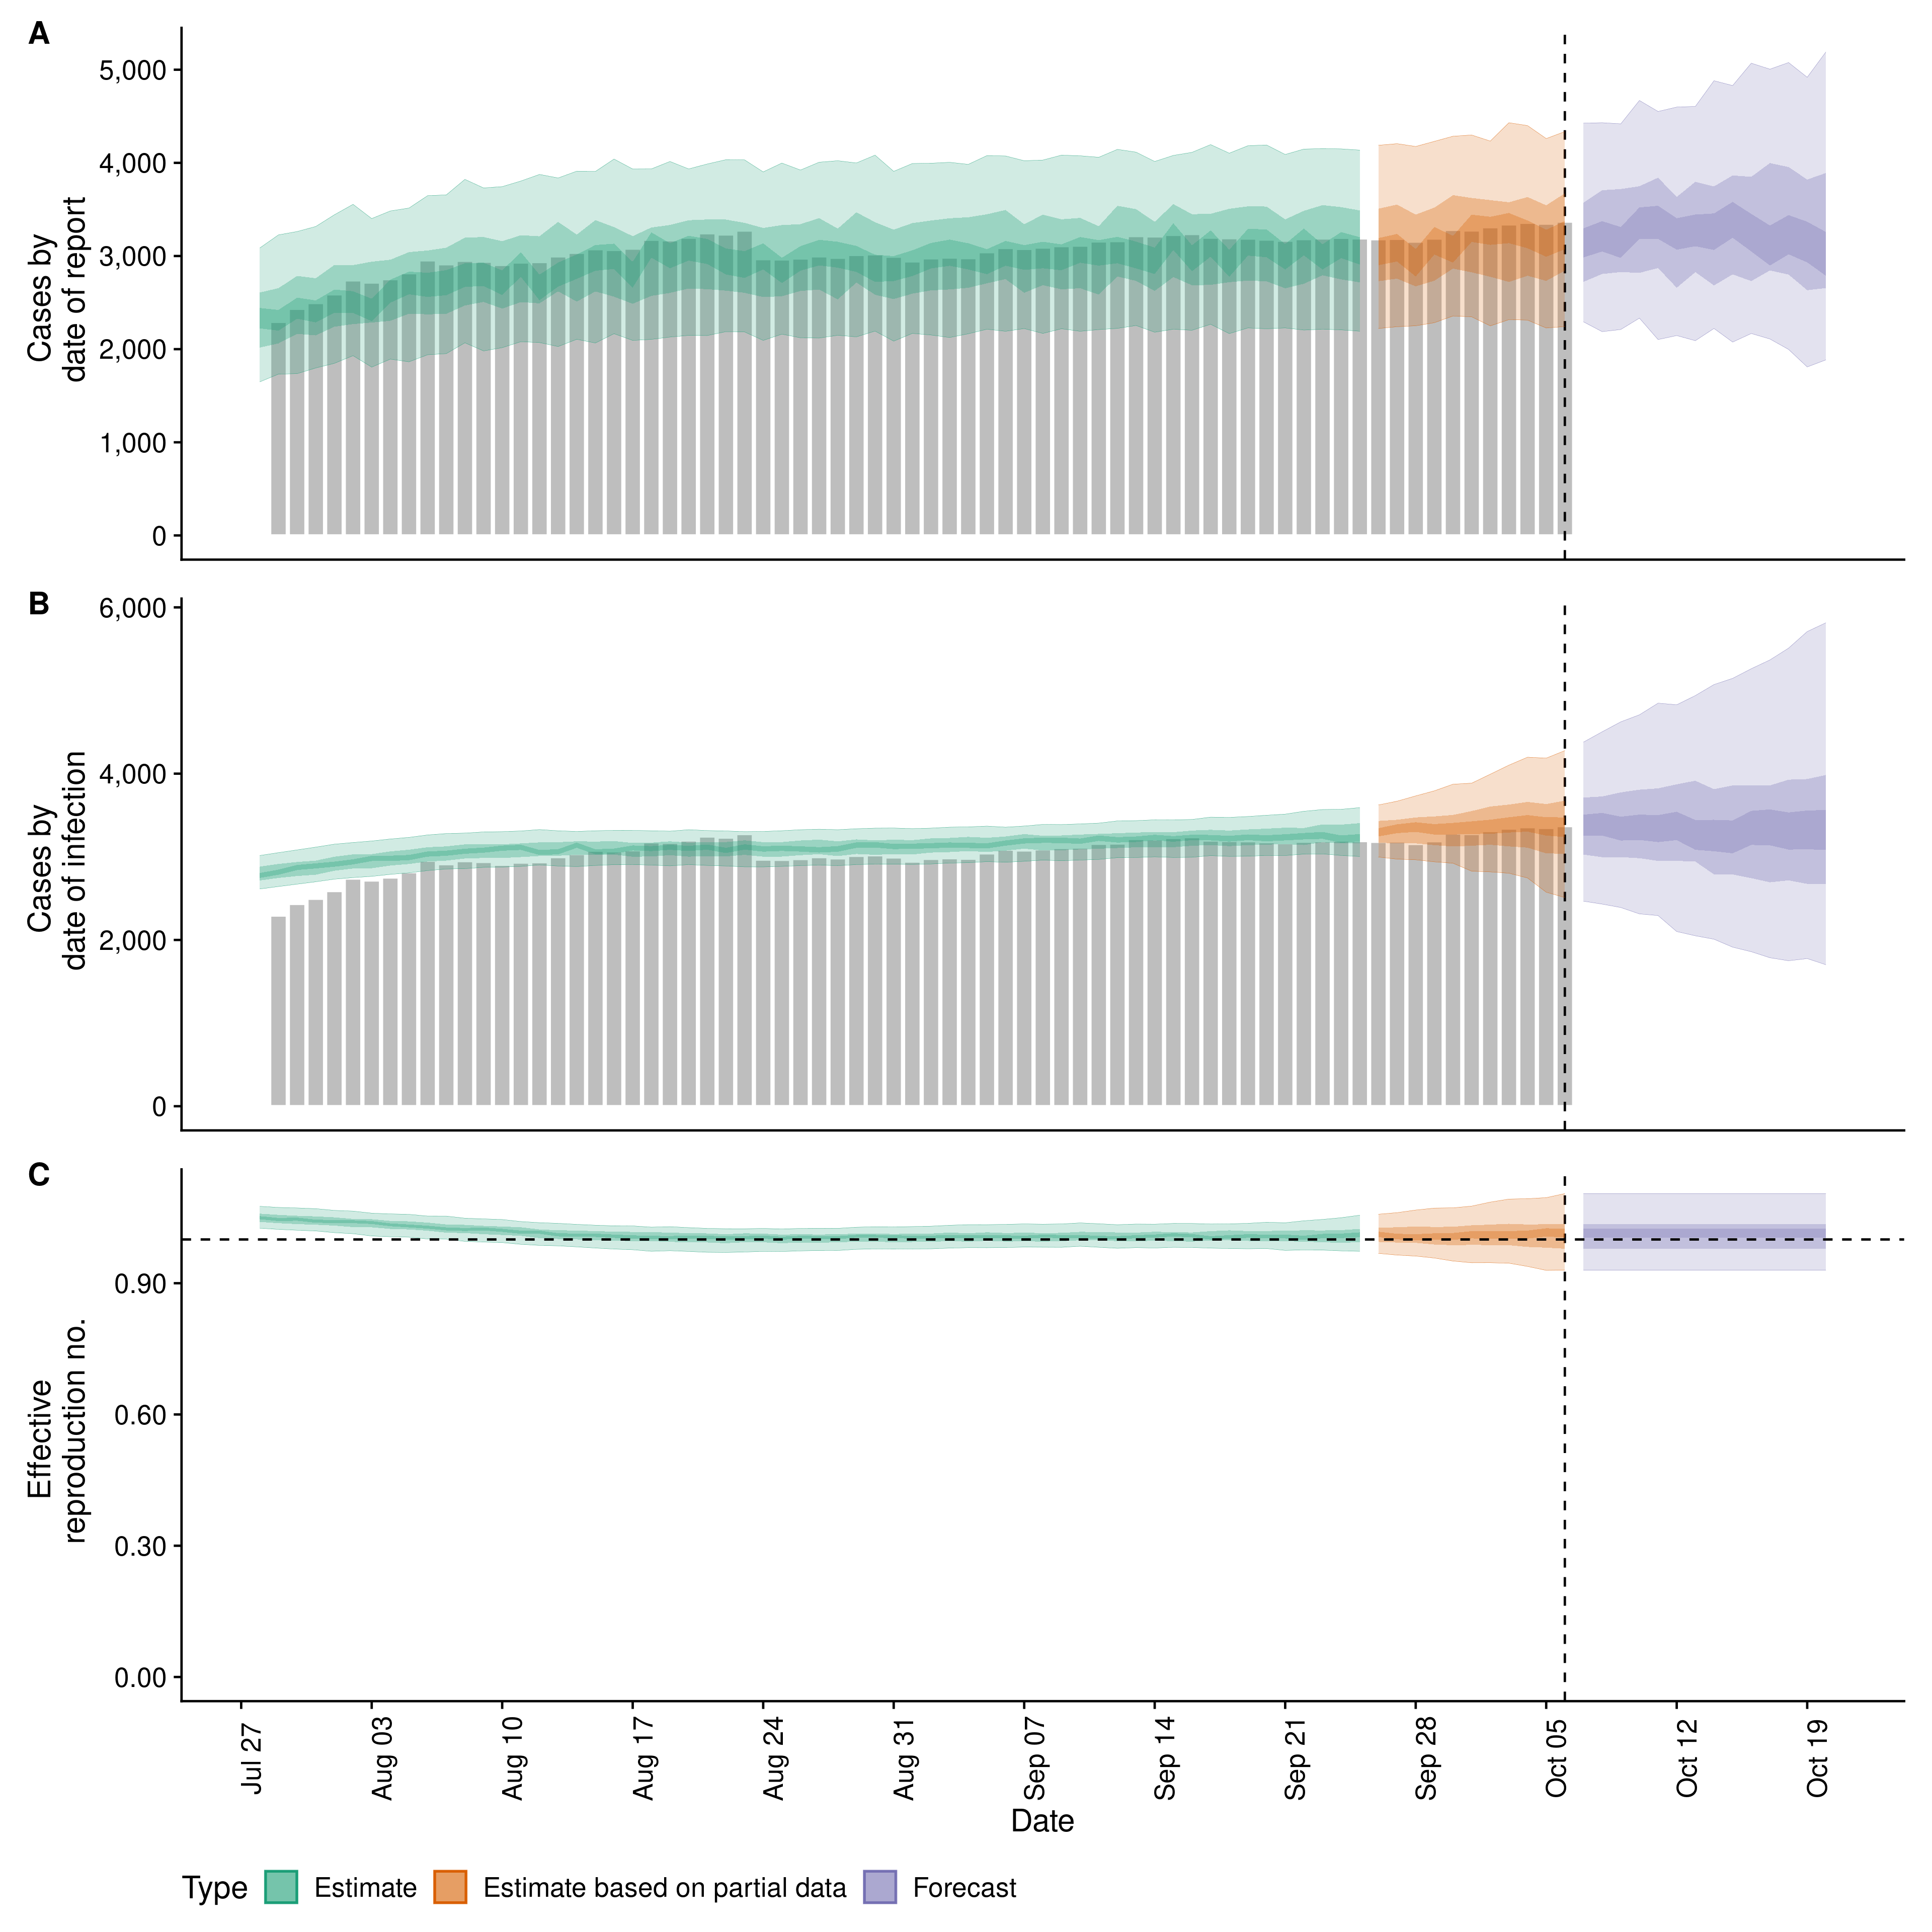 A
Cases by
date of report
5,000
4,000
3,000
2,000
1,000
0
B
Cases by
date of infection
6,000
4,000
2,000
0
C
Effective
reproduction no.
0.90
0.60
0.30
0.00
Jul 27
Aug 03
Aug 10
Aug 17
Aug 24
Aug 31
Sep 07
Sep 14
Sep 21
Sep 28
Oct 05
Oct 12
Oct 19
Date
Type Estimate Estimate based on partial data Forecast